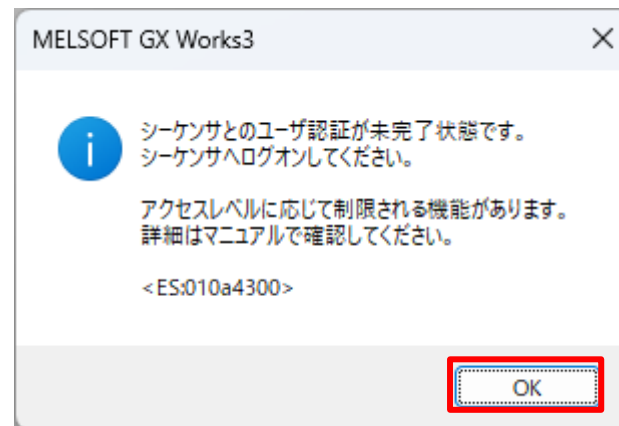 MELSOFT GX Works3
シーケンサとのユーザ認証が未完了状態です。
シーケンサへログオンしてください。
アクセスレベルに応じて制限される機能があります。
詳細はマニュアルで確認してください。
<ES:010a4300>
OK